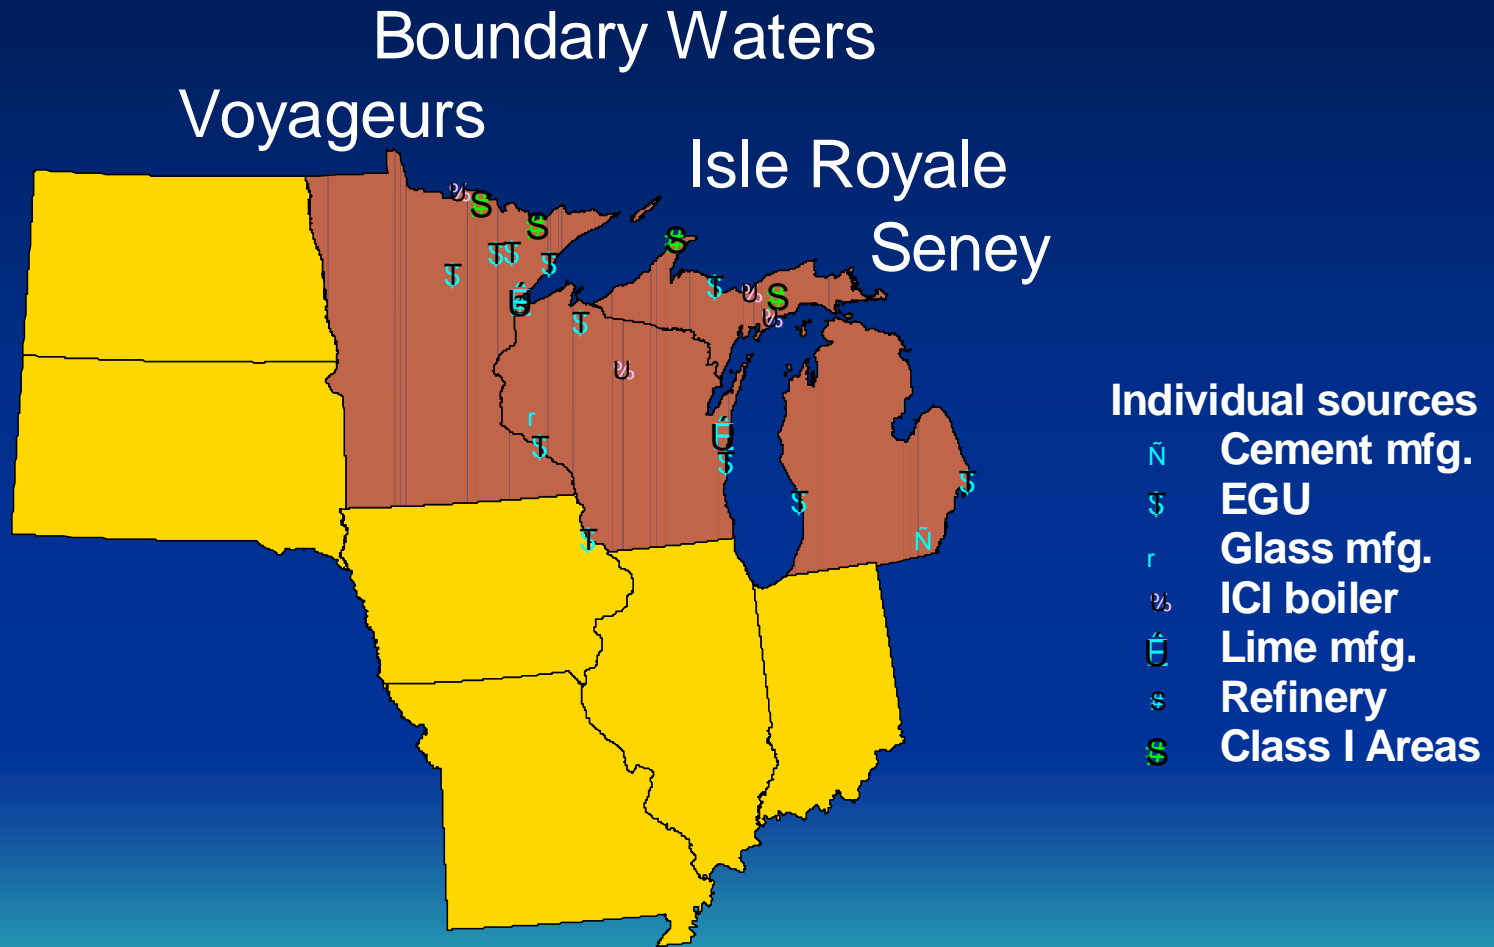 Boundary Waters
Voyageurs
Isle Royale
Seney
Individual sources
Ñ Cement mfg.
EGU
r Glass mfg.
ICI boiler
Lime mfg.
Refinery
Class I Areas
r
Ñ